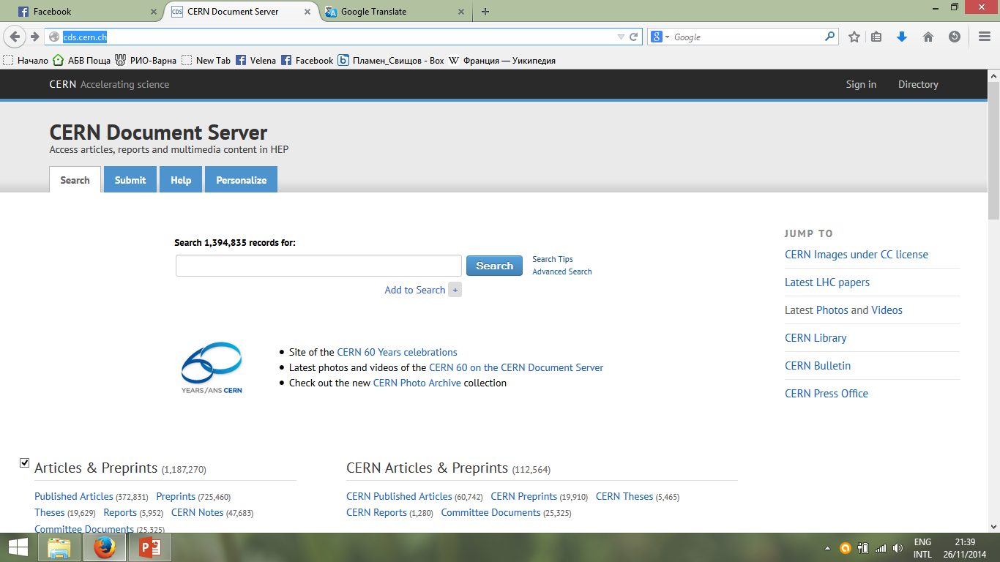 Facebook
CDS CERN Document Server
Google Translate
cds.cern.ch
8 Google
Начало АБВ Поща РИО-Варна New Tab Velena Facebook Пламен_Свищов - Box W Франция — Уикипедия
CERN Accelerating science
Sign in Directory
CERN Document Server
Access articles, reports and multimedia content in HEP
Search Submit Help Personalize
Search 1,394,835 records for:
Search
Search Tips
Advanced Search
Add to Search +
60
YEARS/ANS CERN
• Site of the CERN 60 Years celebrations
• Latest photos and videos of the CERN 60 on the CERN Document Server
• Check out the new CERN Photo Archive collection
JUMP TO
CERN Images under CC license
Latest LHC papers
Latest Photos and Videos
CERN Library
CERN Bulletin
CERN Press Office
Articles & Preprints (1,187,270)
Published Articles (372,831) Preprints (725,460)
Theses (19,629) Reports (5,952) CERN Notes (47,683)
Committee Documents (25,325)
CERN Articles & Preprints (112,564)
CERN Published Articles (60,742) CERN Preprints (19,910) CERN Theses (5,465)
CERN Reports (1,280) Committee Documents (25,325)
ENG
INTL
21:39
26/11/2014